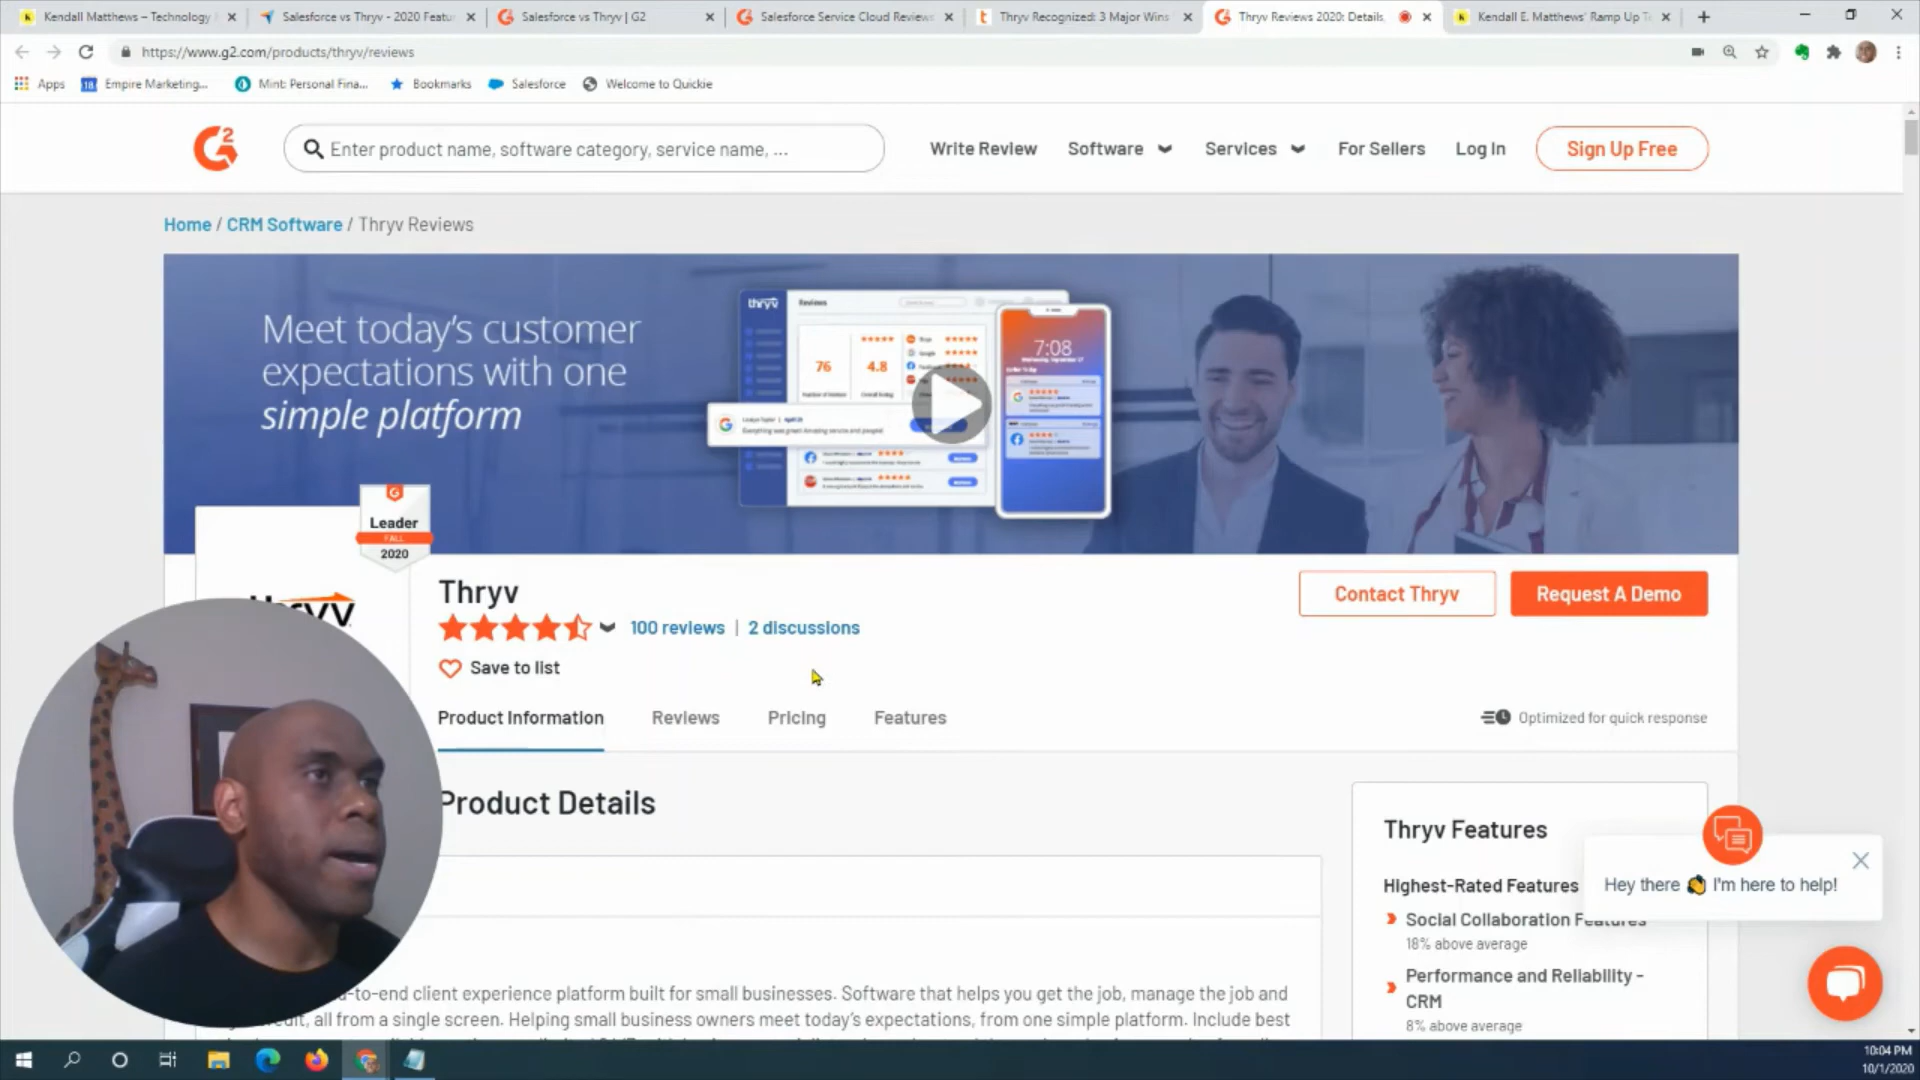 Kendall Matthews – Technology
Salesforce vs Thryv - 2020 Featu
Salesforce vs Thryv | G2
Salesforce Service Cloud Reviews
Thryv Recognized: 3 Major Wins
Thryv Reviews 2020: Details,
Kendall E. Matthews' Ramp Up T
https://www.g2.com/products/thryv/reviews
Apps
18
Empire Marketing...
Mint: Personal Fina...
Bookmarks
Salesforce
Welcome to Quickie
G2
Enter product name, software category, service name, ...
Write Review
Software
Services
For Sellers
Log In
Sign Up Free
Home / CRM Software / Thryv Reviews
Meet today's customer
expectations with one
simple platform
thryv
Reviews
76
4.8
7:08
Leader
FALL
2020
Thryv
100 reviews | 2 discussions
Save to list
Contact Thryv
Request A Demo
Product Information
Reviews
Pricing
Features
Optimized for quick response
Product Details
Thryv Features
Highest-Rated Features
Social Collaboration Features
18% above average
Performance and Reliability -
CRM
8% above average
Hey there 👋 I'm here to help!
-to-end client experience platform built for small businesses. Software that helps you get the job, manage the job and
all from a single screen. Helping small business owners meet today's expectations, from one simple platform. Include best
10:04 PM
10/1/2020